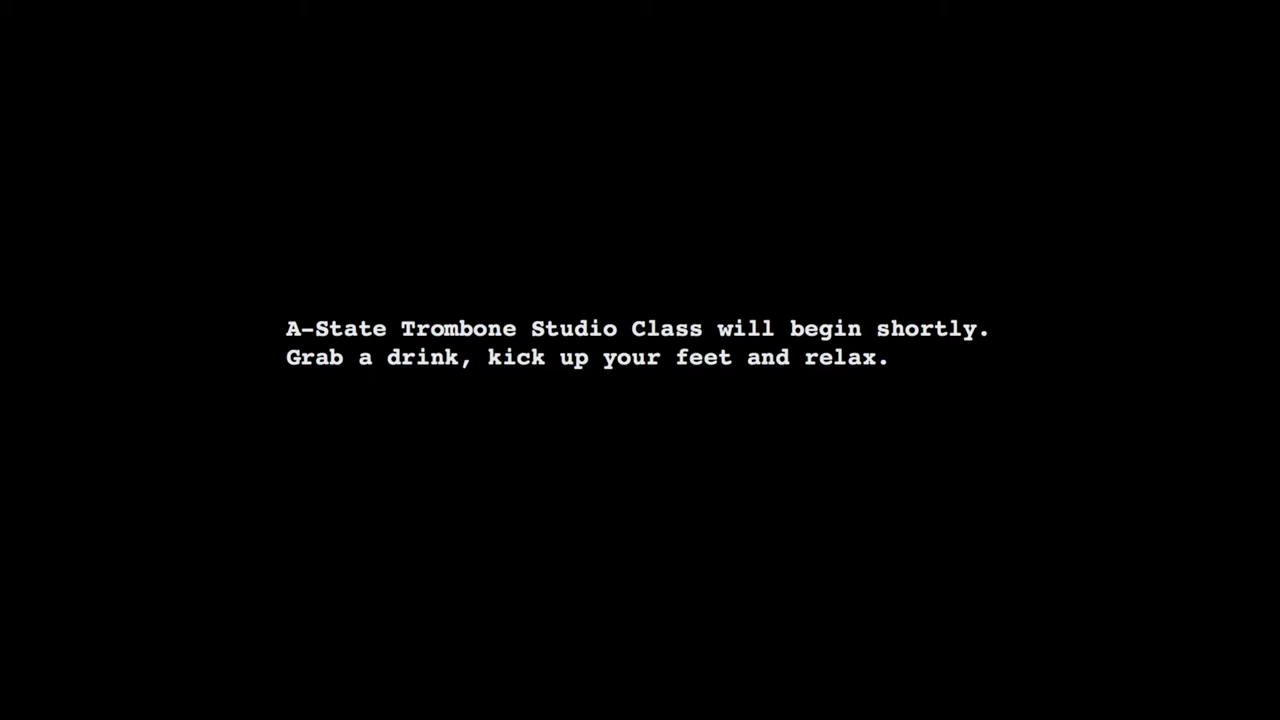 A-State Trombone Studio Class will begin shortly.
Grab a drink, kick up your feet and relax.